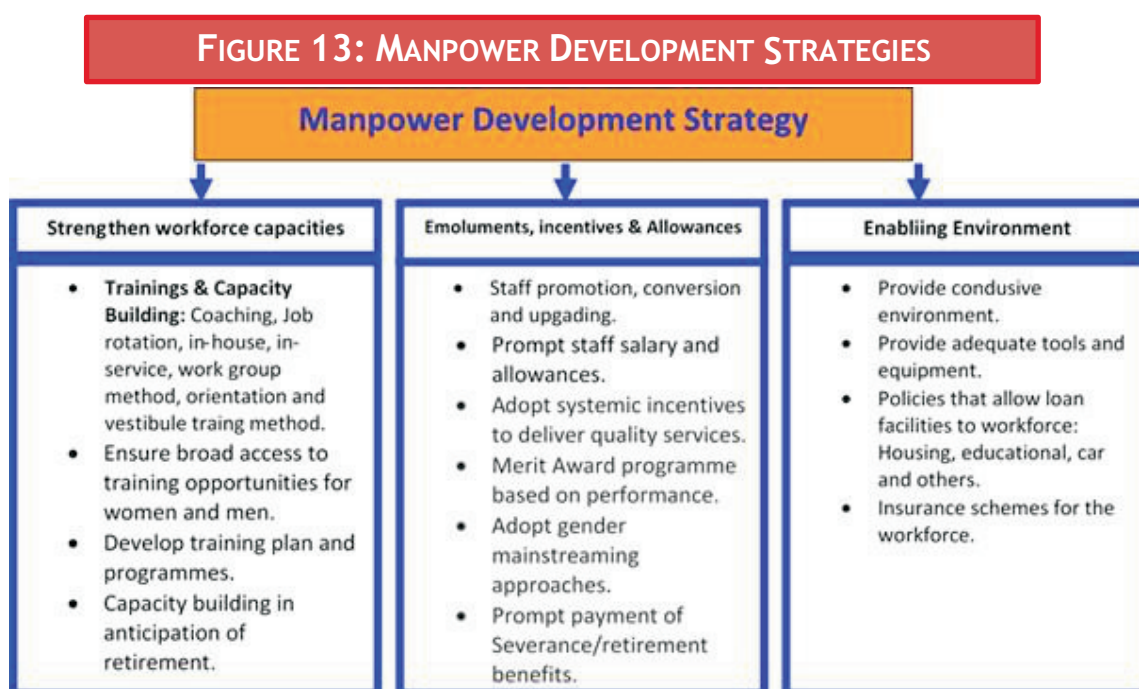 FIGURE 13: MANPOWER DEVELOPMENT STRATEGIES
Manpower Development Strategy
Strengthen workforce capacities
• Trainings & Capacity
Building: Coaching, Job
rotation, in-house, in-
service, work group
method, orientation and
vestibule traing method.
• Ensure broad access to
training opportunities for
women and men.
• Develop training plan and
programmes.
• Capacity building in
anticipation of
retirement.
Emoluments, incentives & Allowances
• Staff promotion, conversion
and upgading.
• Prompt staff salary and
allowances.
• Adopt systemic incentives
to deliver quality services.
• Merit Award programme
based on performance.
• Adopt gender
mainstreaming
approaches.
• Prompt payment of
Severance/retirement
benefits.
Enabliing Environment
• Provide condusive
environment.
• Provide adequate tools and
equipment.
• Policies that allow loan
facilities to workforce:
Housing, educational, car
and others.
• Insurance schemes for the
workforce.